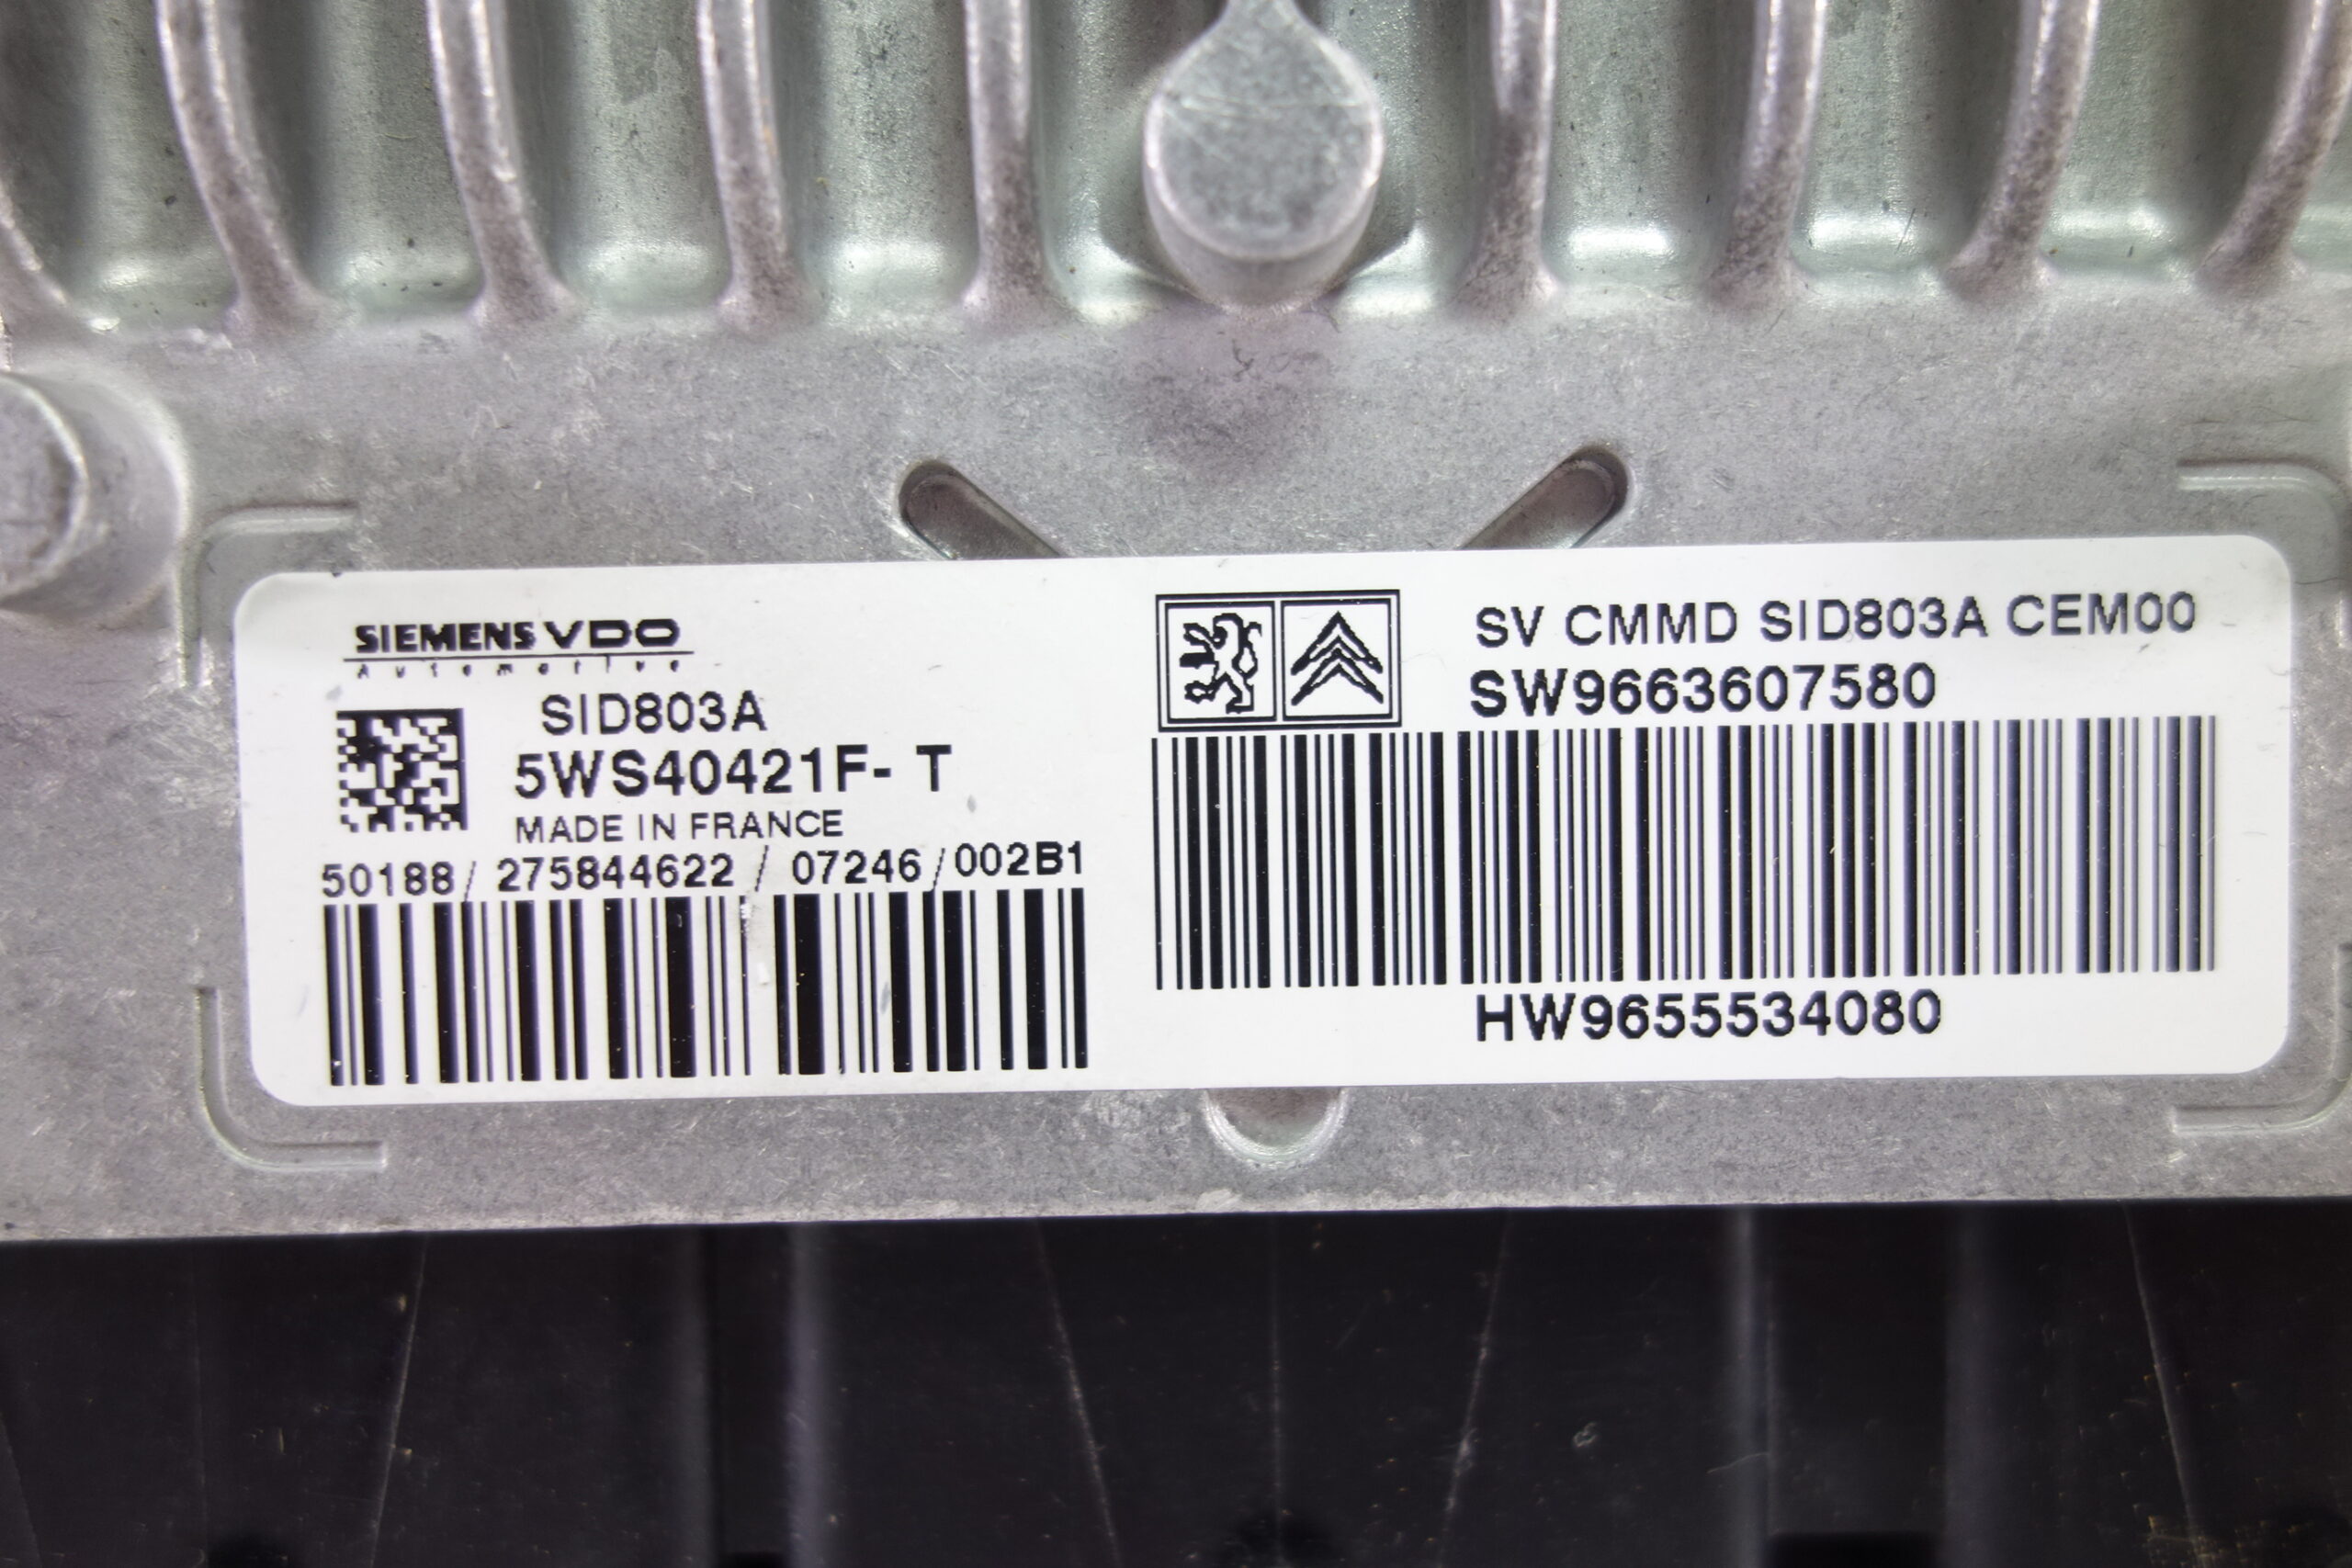 SIEMENS VDO
Automotive
SID803A
5WS40421F- T
MADE IN FRANCE
50188 / 275844622 / 07246 / 002B1
SV CMMD SID803A CEM00
SW9663607580
HW9655534080